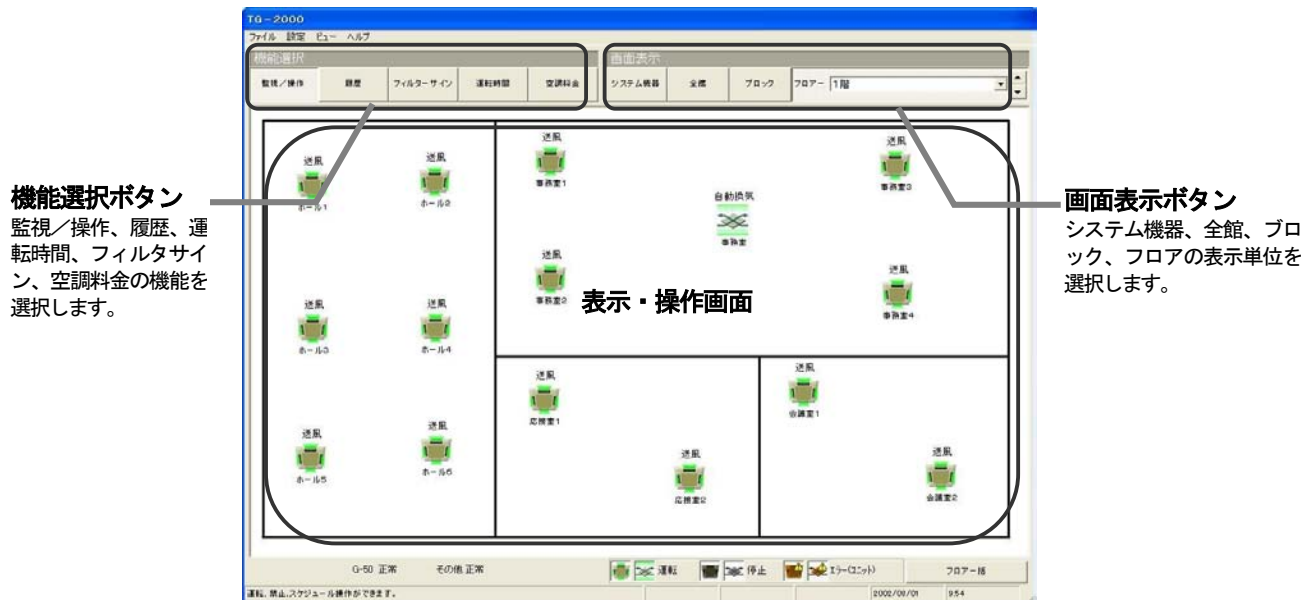 TG-2000
ファイル 設定 ビュー ヘルプ
機能選択
画面表示
監視/操作 履歴 フィルターサイン 運転時間 空調料金
システム機器 全館 ブロック フロアー 1階
機能選択ボタン
監視／操作、履歴、運
転時間、フィルタサイ
ン、空調料金の機能を
選択します。
画面表示ボタン
システム機器、全館、ブロ
ック、フロアの表示単位を
選択します。
送風
ホール1
送風
ホール2
送風
事務室1
送風
事務室3
自動換気
事務室
送風
事務室2
送風
事務室4
表示・操作画面
送風
ホール3
送風
ホール4
送風
応接室1
送風
会議室1
送風
ホール5
送風
ホール6
送風
応接室2
送風
会議室2
G-50 正常 その他 正常
運転 停止 エラー(ユニット) フロアー括
運転、禁止、スケジュール操作ができます。
9:54